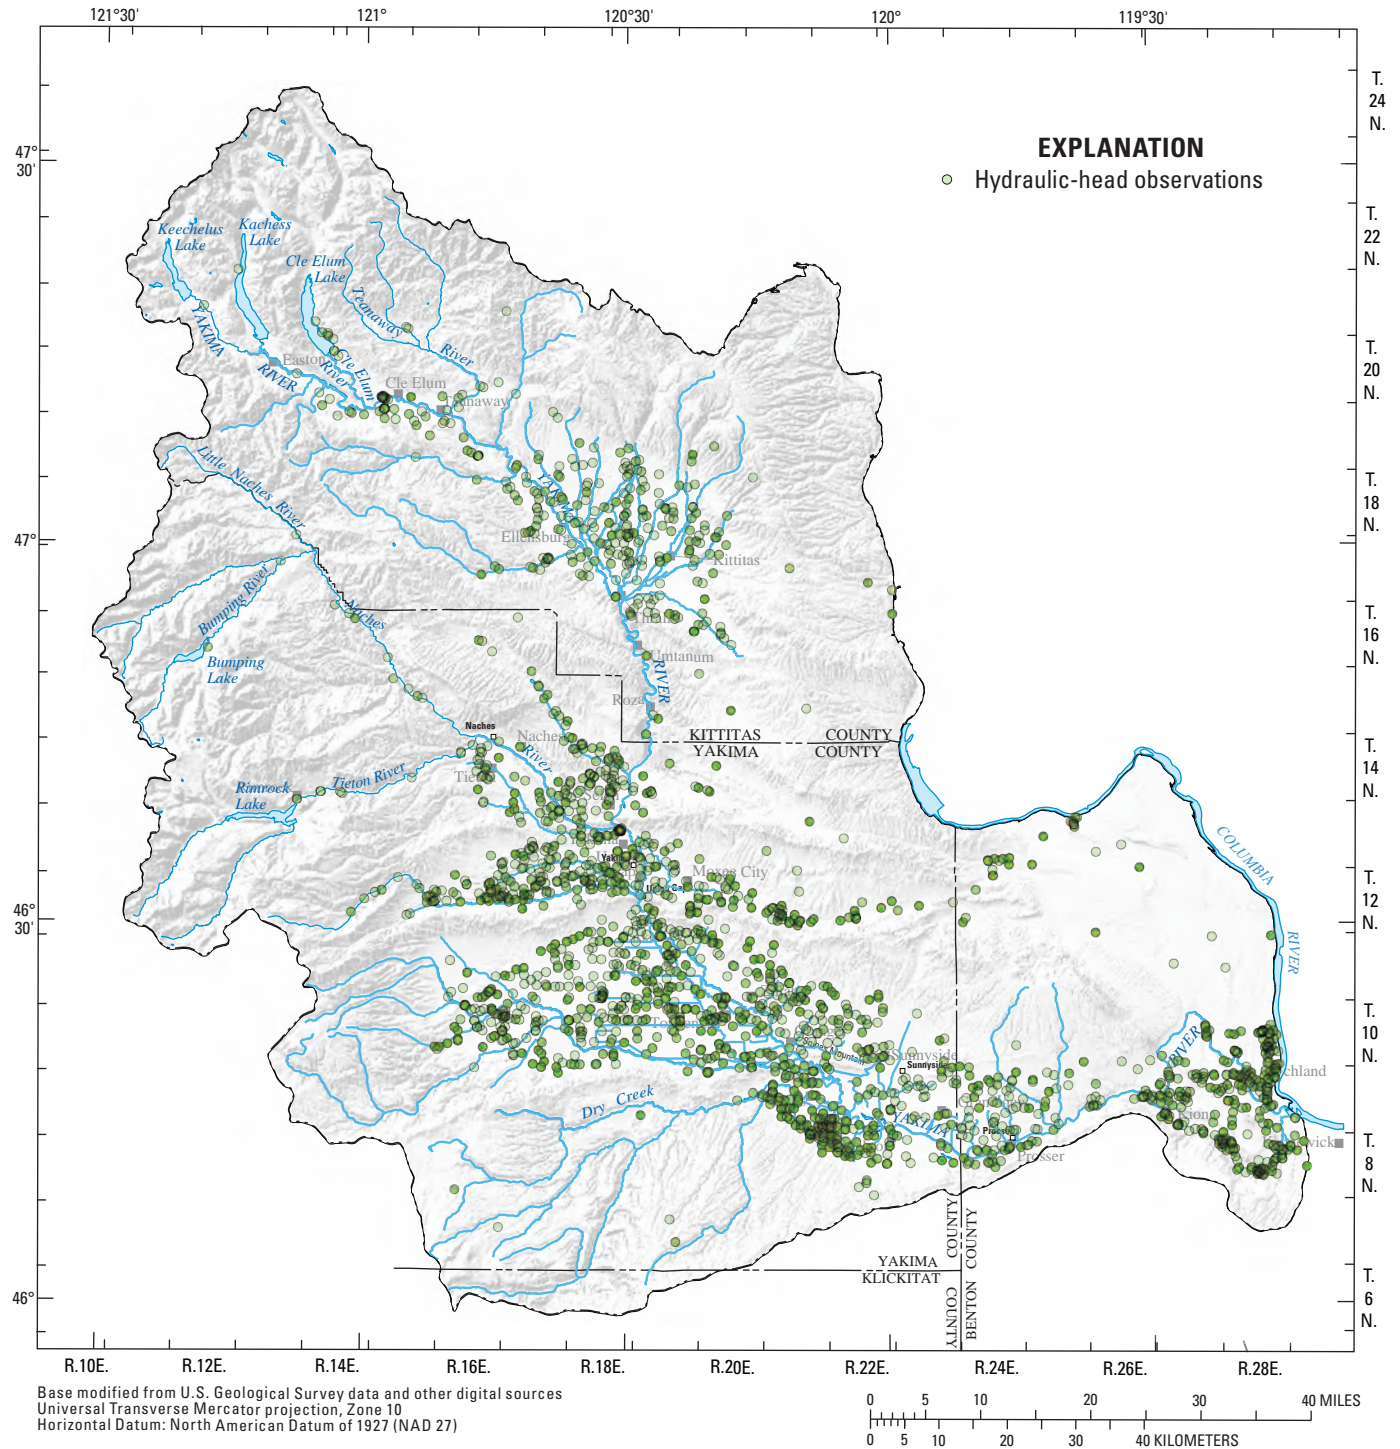 121°30' 121° 120°30' 120° 119°30'
T.
24
N.
47°
30'
EXPLANATION
Hydraulic-head observations
T.
22
N.
Keechelus
Lake
Kachess
Lake
Cle Elum
Lake
Teanaway
River
YAKIMA
RIVER
Easton
Cle Elum
River
Cle Elum
T.
20
N.
Little Naches River
YAKIMA
T.
18
N.
47°
Ellensburg
Kittitas
Bumping River
Naches
Bumping
Lake
Umtanum
T.
16
N.
RIVER
Roza
Naches
Naches
River
KITTITAS COUNTY
YAKIMA COUNTY
T.
14
N.
Tieton River
Rimrock
Lake
COLUMBIA
RIVER
Moxee City
T.
12
N.
46°
30'
T.
10
N.
RIVER
Sunnyside
Sunnyside
Dry Creek
YAKIMA
Kiona
Prosser
Prosser
T.
8
N.
YAKIMA COUNTY
KLICKITAT COUNTY
BENTON COUNTY
46°
T.
6
N.
R.10E. R.12E. R.14E. R.16E. R.18E. R.20E. R.22E. R.24E. R.26E. R.28E.
Base modified from U.S. Geological Survey data and other digital sources
Universal Transverse Mercator projection, Zone 10
Horizontal Datum: North American Datum of 1927 (NAD 27)
0 5 10 20 30 40 MILES
0 5 10 20 30 40 KILOMETERS